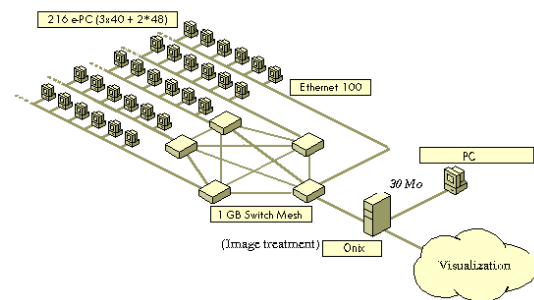 216 e-PC (3x40 + 2*48)
Ethernet 100
PC
30 Mo
1 GB Switch Mesh
(Image treatment)
Onix
Visualization